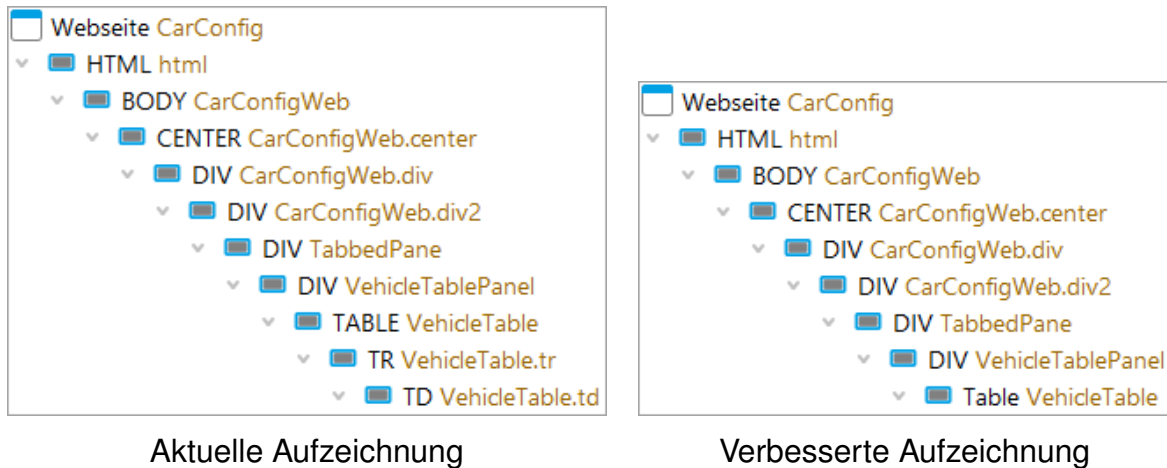 Webseite CarConfig
HTML html
BODY CarConfigWeb
CENTER CarConfigWeb.center
DIV CarConfigWeb.div
DIV CarConfigWeb.div2
DIV TabbedPane
DIV VehicleTablePanel
TABLE VehicleTable
TR VehicleTable.tr
TD VehicleTable.td
Aktuelle Aufzeichnung
Webseite CarConfig
HTML html
BODY CarConfigWeb
CENTER CarConfigWeb.center
DIV CarConfigWeb.div
DIV CarConfigWeb.div2
DIV TabbedPane
DIV VehicleTablePanel
Table VehicleTable
Verbesserte Aufzeichnung